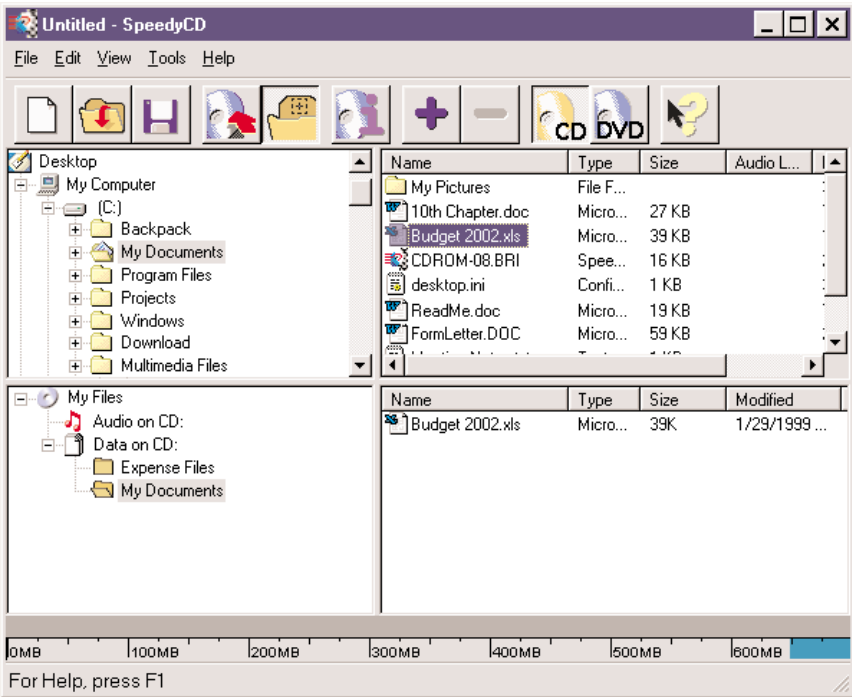 Untitled - SpeedyCD
File Edit View Tools Help
CD DVD
Desktop
My Computer
(C:)
Backpack
My Documents
Program Files
Projects
Windows
Download
Multimedia Files
Name Type Size Audio L...
My Pictures File F...
10th Chapter.doc Micro... 27 KB
Budget 2002.xls Micro... 39 KB
CDROM-08.BRI Spee... 16 KB
desktop.ini Confi... 1 KB
ReadMe.doc Micro... 19 KB
FormLetter.DOC Micro... 59 KB
My Files
Audio on CD:
Data on CD:
Expense Files
My Documents
Name Type Size Modified
Budget 2002.xls Micro... 39K 1/29/1999 ...
0MB 100MB 200MB 300MB 400MB 500MB 600MB
For Help, press F1